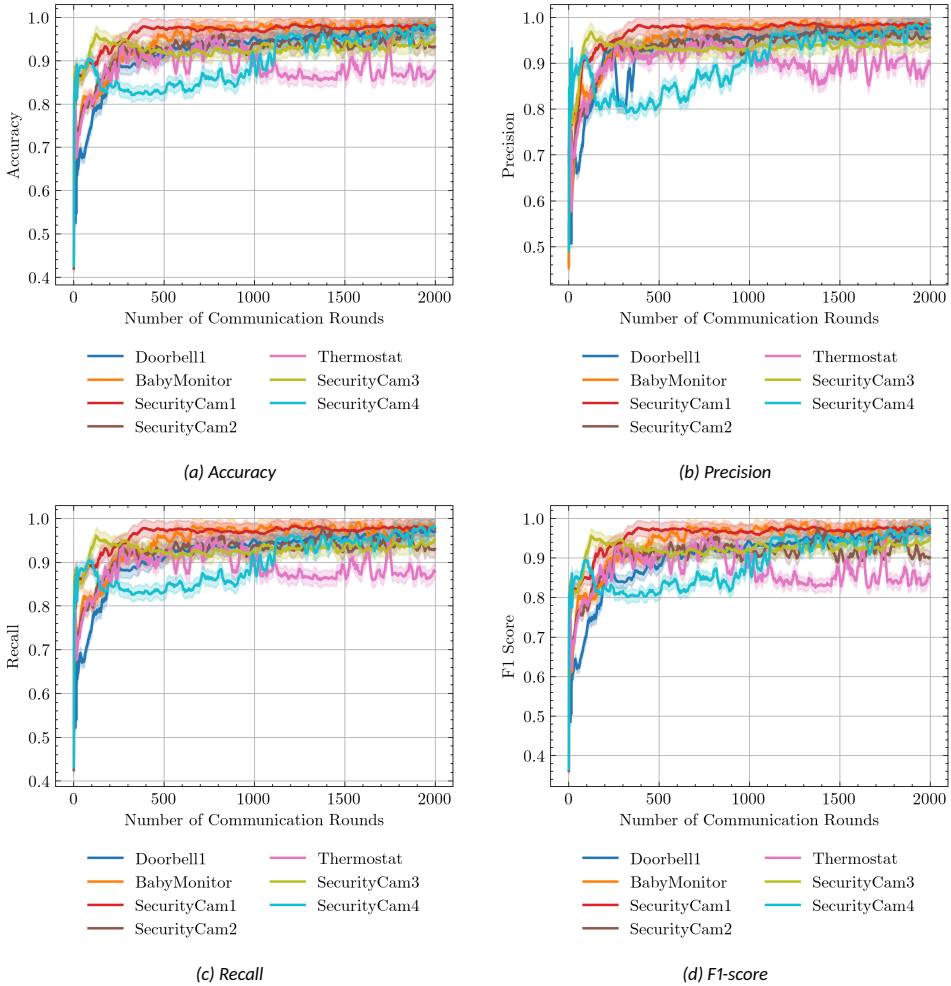 1.0
0.9
0.8
0.7
0.6
0.5
0.4
Accuracy
0 500 1000 1500 2000
Number of Communication Rounds
Doorbell1 Thermostat
BabyMonitor SecurityCam3
SecurityCam1 SecurityCam4
SecurityCam2
(a) Accuracy
1.0
0.9
0.8
0.7
0.6
0.5
Precision
0 500 1000 1500 2000
Number of Communication Rounds
Doorbell1 Thermostat
BabyMonitor SecurityCam3
SecurityCam1 SecurityCam4
SecurityCam2
(b) Precision
1.0
0.9
0.8
0.7
0.6
0.5
0.4
Recall
0 500 1000 1500 2000
Number of Communication Rounds
Doorbell1 Thermostat
BabyMonitor SecurityCam3
SecurityCam1 SecurityCam4
SecurityCam2
(c) Recall
1.0
0.9
0.8
0.7
0.6
0.5
0.4
F1 Score
0 500 1000 1500 2000
Number of Communication Rounds
Doorbell1 Thermostat
BabyMonitor SecurityCam3
SecurityCam1 SecurityCam4
SecurityCam2
(d) F1-score